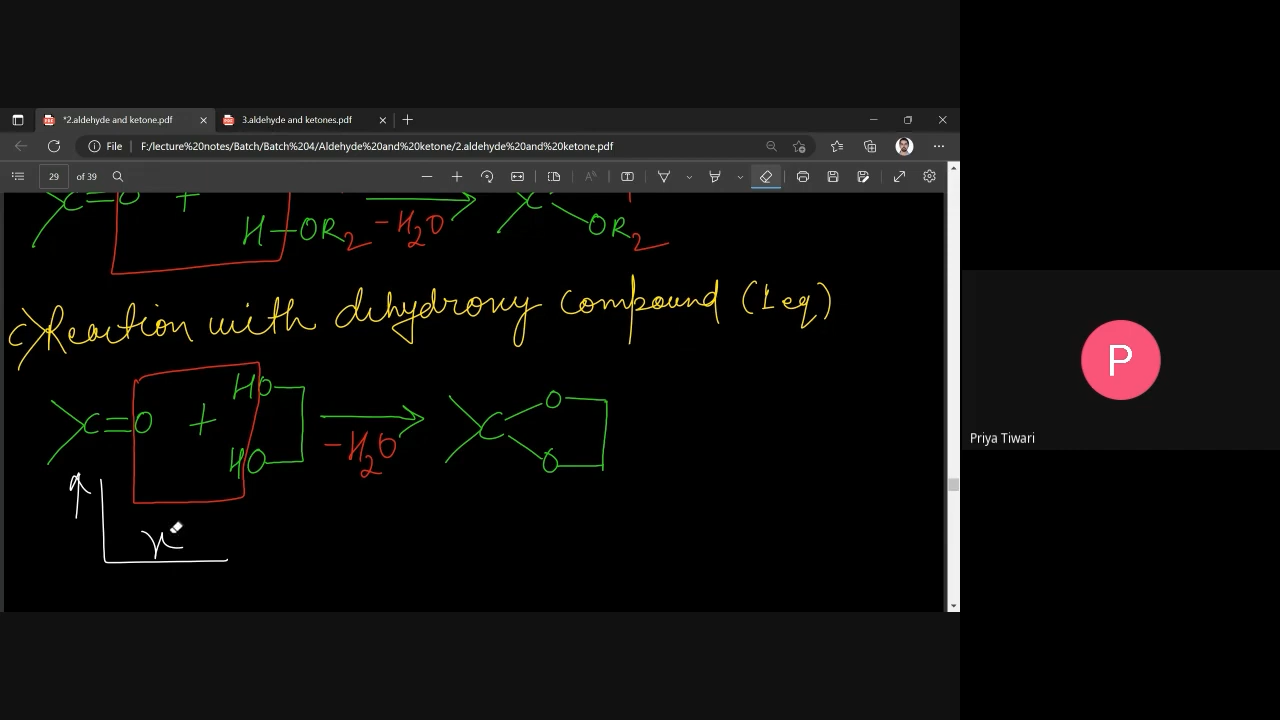 *2.aldehyde and ketone.pdf
3.aldehyde and ketones.pdf
File
F:/lecture%20notes/Batch/Batch%204/Aldehyde%20and%20ketone/2.aldehyde%20and%20ketone.pdf
29 of 39
C=O + H-OR2 -H2O C OR2
c) Reaction with dihydroxy compound (1eq)
C=O + HO HO -H2O C O O
P
Priya Tiwari